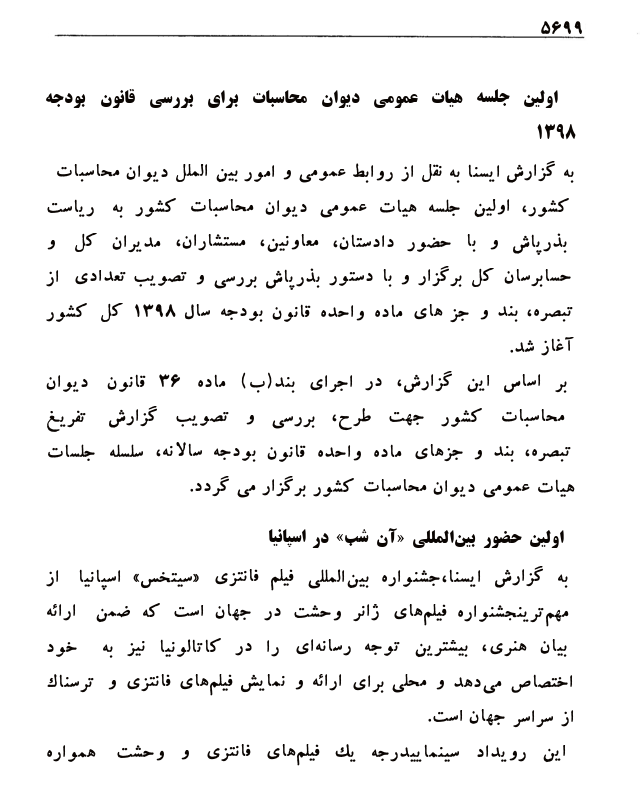 ۵۶۹۹
اولین جلسه هیات عمومی دیوان محاسبات برای بررسی قانون بودجه
۱۳۹۸
به گزارش ایسنا به نقل از روابط عمومی و امور بین الملل دیوان محاسبات
کشور، اولین جلسه هیات عمومی دیوان محاسبات کشور به ریاست
بذرپاش و با حضور دادستان، معاونین، مستشاران، مدیران کل و
حسابرسان کل برگزار و با دستور بذرپاش بررسی و تصویب تعدادی از
تبصره، بند و جز های ماده واحده قانون بودجه سال ۱۳۹۸ کل کشور
آغاز شد.
بر اساس این گزارش، در اجرای بند(ب) ماده ۳۶ قانون دیوان
محاسبات کشور جهت طرح، بررسی و تصویب گزارش تفریغ
تبصره، بند و جزهای ماده واحده قانون بودجه سالانه، سلسله جلسات
هیات عمومی دیوان محاسبات کشور برگزار می گردد.
اولین حضور بین‌المللی «آن شب» در اسپانیا
به گزارش ایسنا،جشنواره بین‌المللی فیلم فانتزی «سیتخس» اسپانیا از
مهم‌ترینجشنواره فیلم‌های ژانر وحشت در جهان است که ضمن ارائه
بیان هنری، بیشترین توجه رسانه‌ای را در کاتالونیا نیز به خود
اختصاص می‌دهد و محلی برای ارائه و نمایش فیلم‌های فانتزی و ترسناك
از سراسر جهان است.
این رویداد سینماییدرجه یك فیلم‌های فانتزی و وحشت همواره